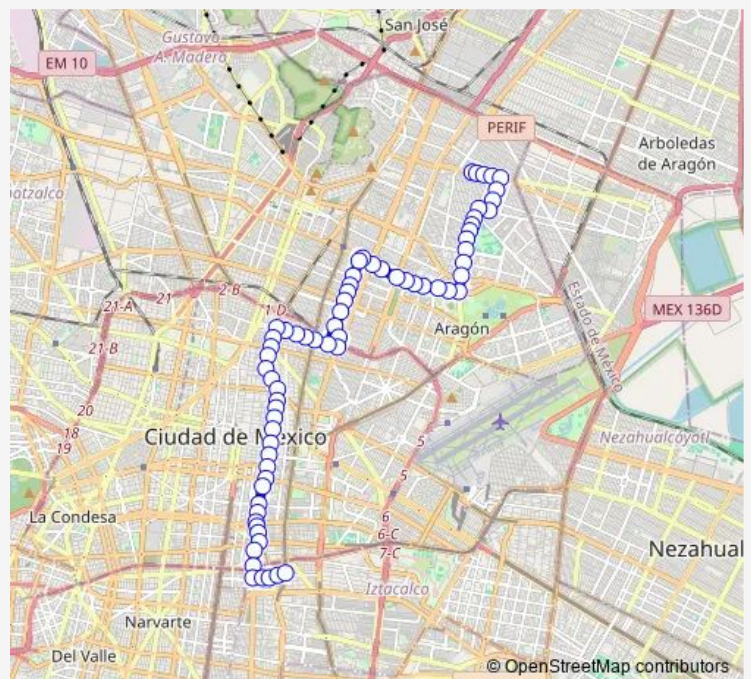 San José
Gustavo
A. Madero
EM 10
PERIF
Arboledas
de Aragón
otzalco
21-A
21
2-B
1-D
Estado de México
MEX 136D
Aragón
21-B
20
18
19
Ciudad de México
5
5
Nezahualcóyotl
La Condesa
6
6-C
7-C
Nezahual
Iztacalco
Narvarte
Del Valle
© OpenStreetMap contributors